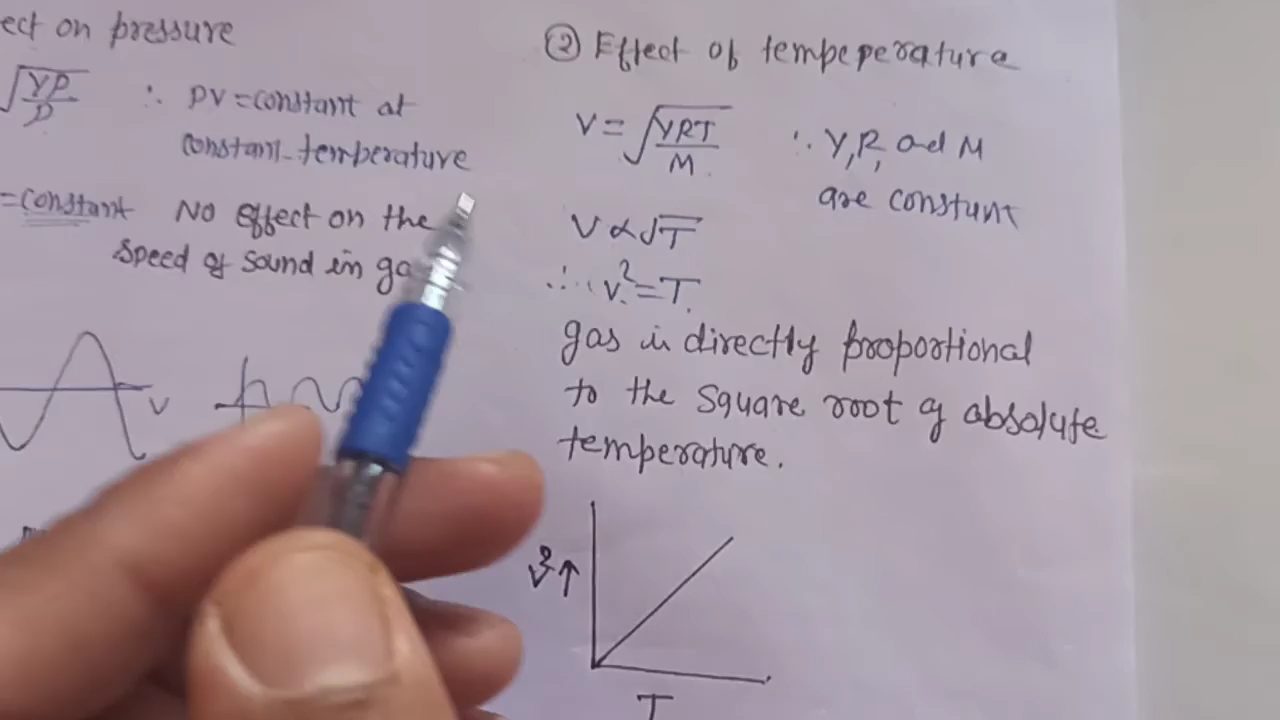 ect on pressure
√γP/D ∴ PV=constant at
constant temperature
=constant No effect on the
speed of sound in ga
V
② Effect of tempeperature
V=√γRT/M ∴ γ,R, and M
are constant
V∝√T
∴ v²=T
gas is directly proportional
to the square root of absolute
temperature.
v↑
T